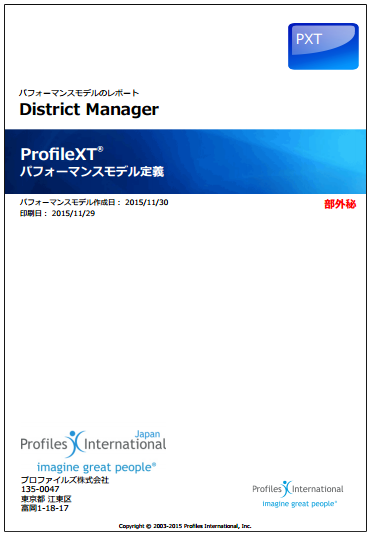 PXT
パフォーマンスモデルのレポート
District Manager
ProfileXT®
パフォーマンスモデル定義
パフォーマンスモデル作成日： 2015/11/30
部外秘
印刷日： 2015/11/29
Japan
Profiles International
imagine great people®
プロファイルズ株式会社
135-0047
東京都 江東区
富岡1-18-17
Profiles International
imagine great people®
Copyright © 2003-2015 Profiles International, Inc.